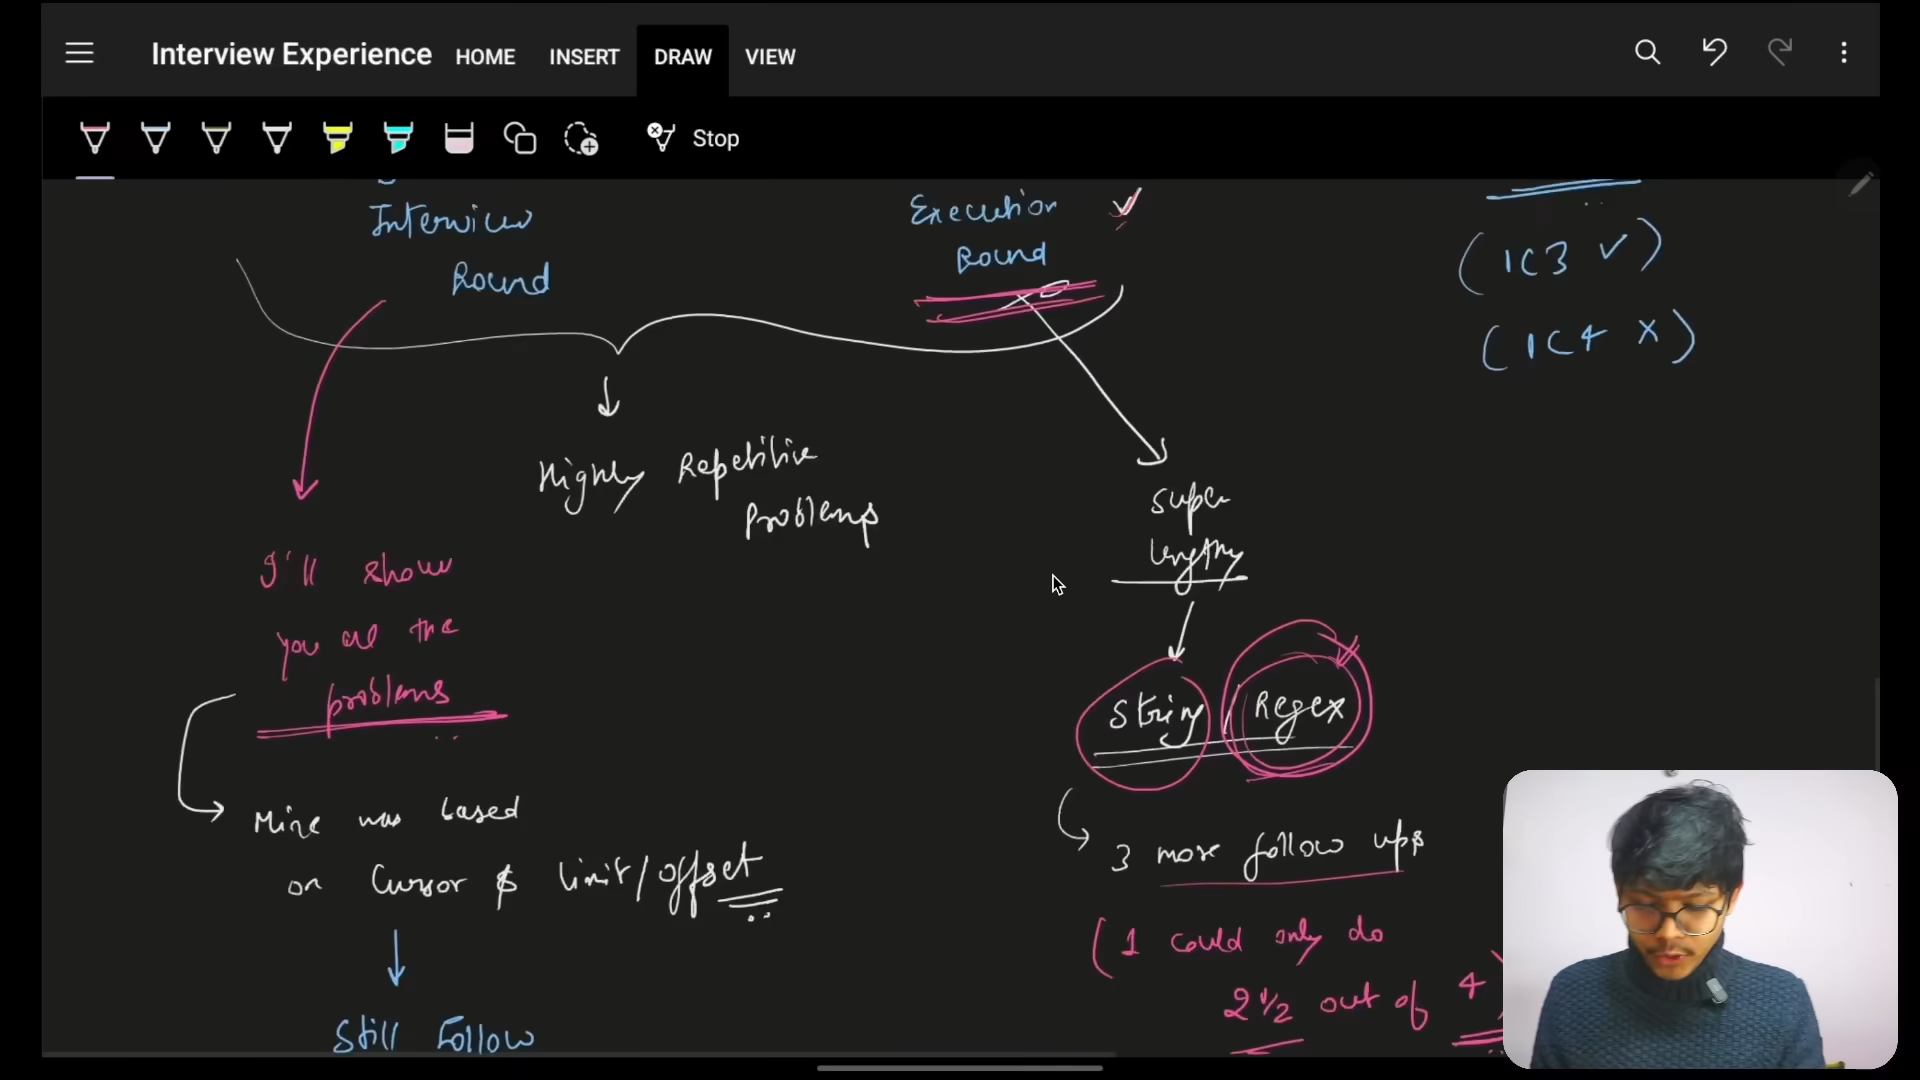 Interview Experience HOME INSERT DRAW VIEW
Stop
Interview
Round
Execution
Round
(IC3 ✓)
(IC4 x)
Highly Repetitive
Problems
super
lengthy
I'll show
you all the
problems
String, Regex
Mine was based
on Cursor & limit/offset
3 more follow ups
(I could only do
2 1/2 out of 4)
Still Follow